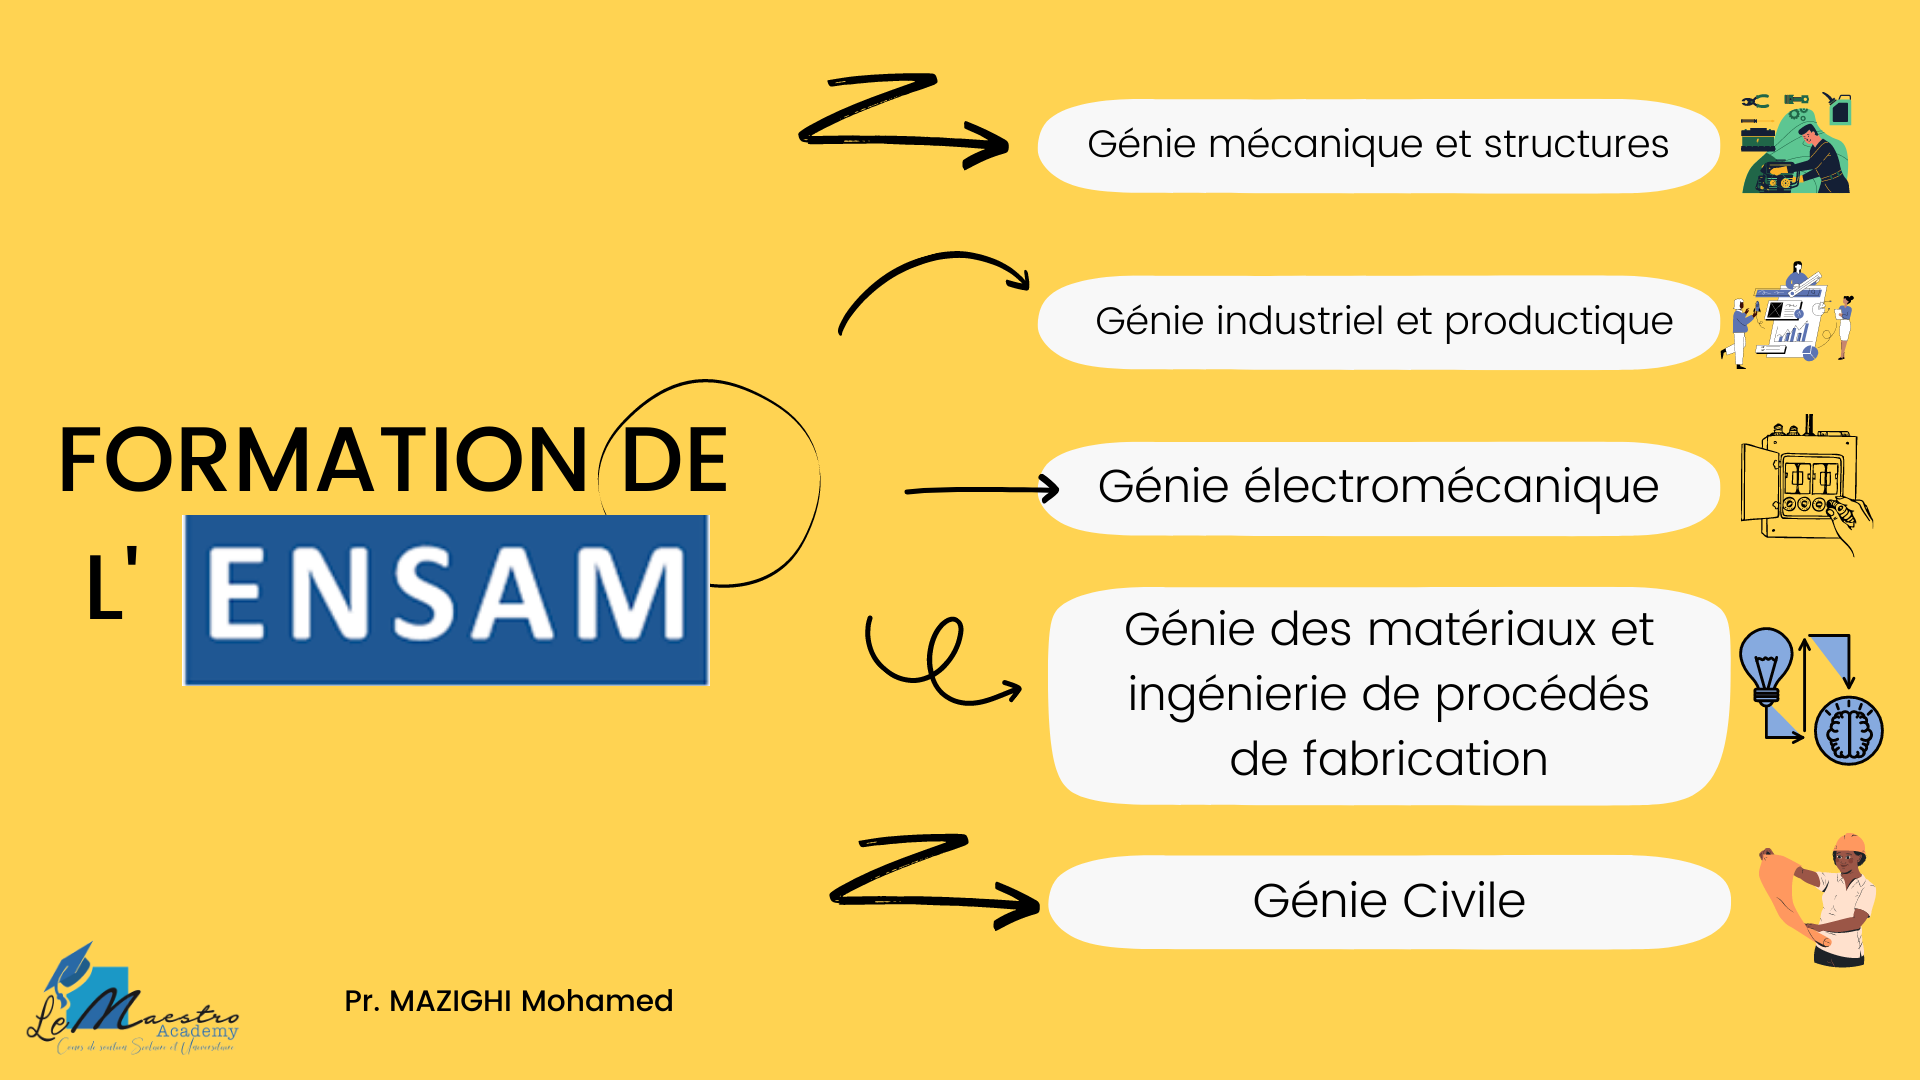 FORMATION DE
L' ENSAM
Génie mécanique et structures
Génie industriel et productique
Génie électromécanique
Génie des matériaux et
ingénierie de procédés
de fabrication
Génie Civile
Le Maestro
Academy
Cours de soutien Scolaire et Universitaire
Pr. MAZIGHI Mohamed